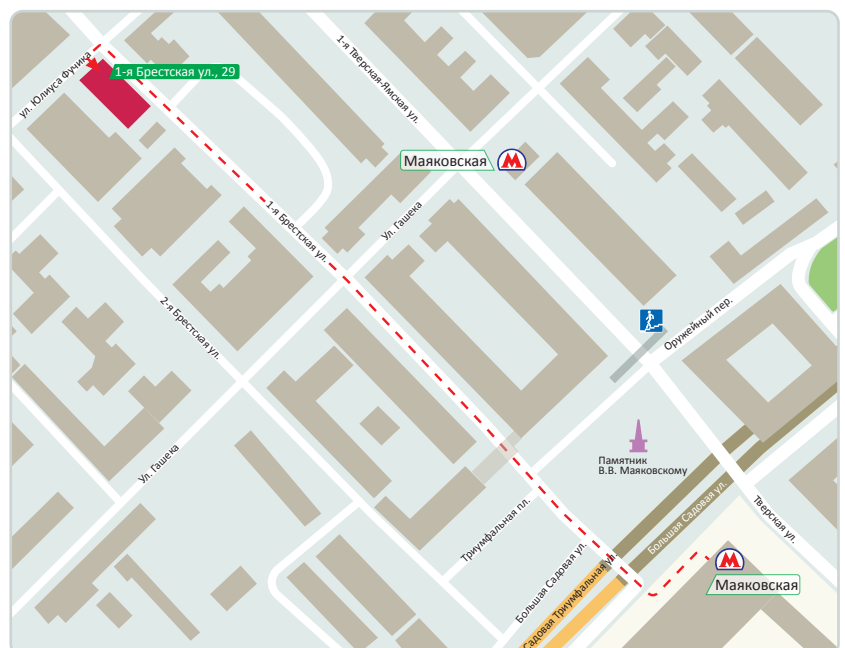 ул. Юлиуса Фучика
1-я Брестская ул., 29
1-я Тверская-Ямская ул.
Маяковская
М
1-я Брестская ул.
Ул. Гашека
2-я Брестская ул.
Оружейный пер.
Ул. Гашека
Памятник
В.В. Маяковскому
Триумфальная пл.
Большая Садовая ул.
Тверская ул.
Большая Садовая ул.
Садовая Триумфальная ул.
М
Маяковская